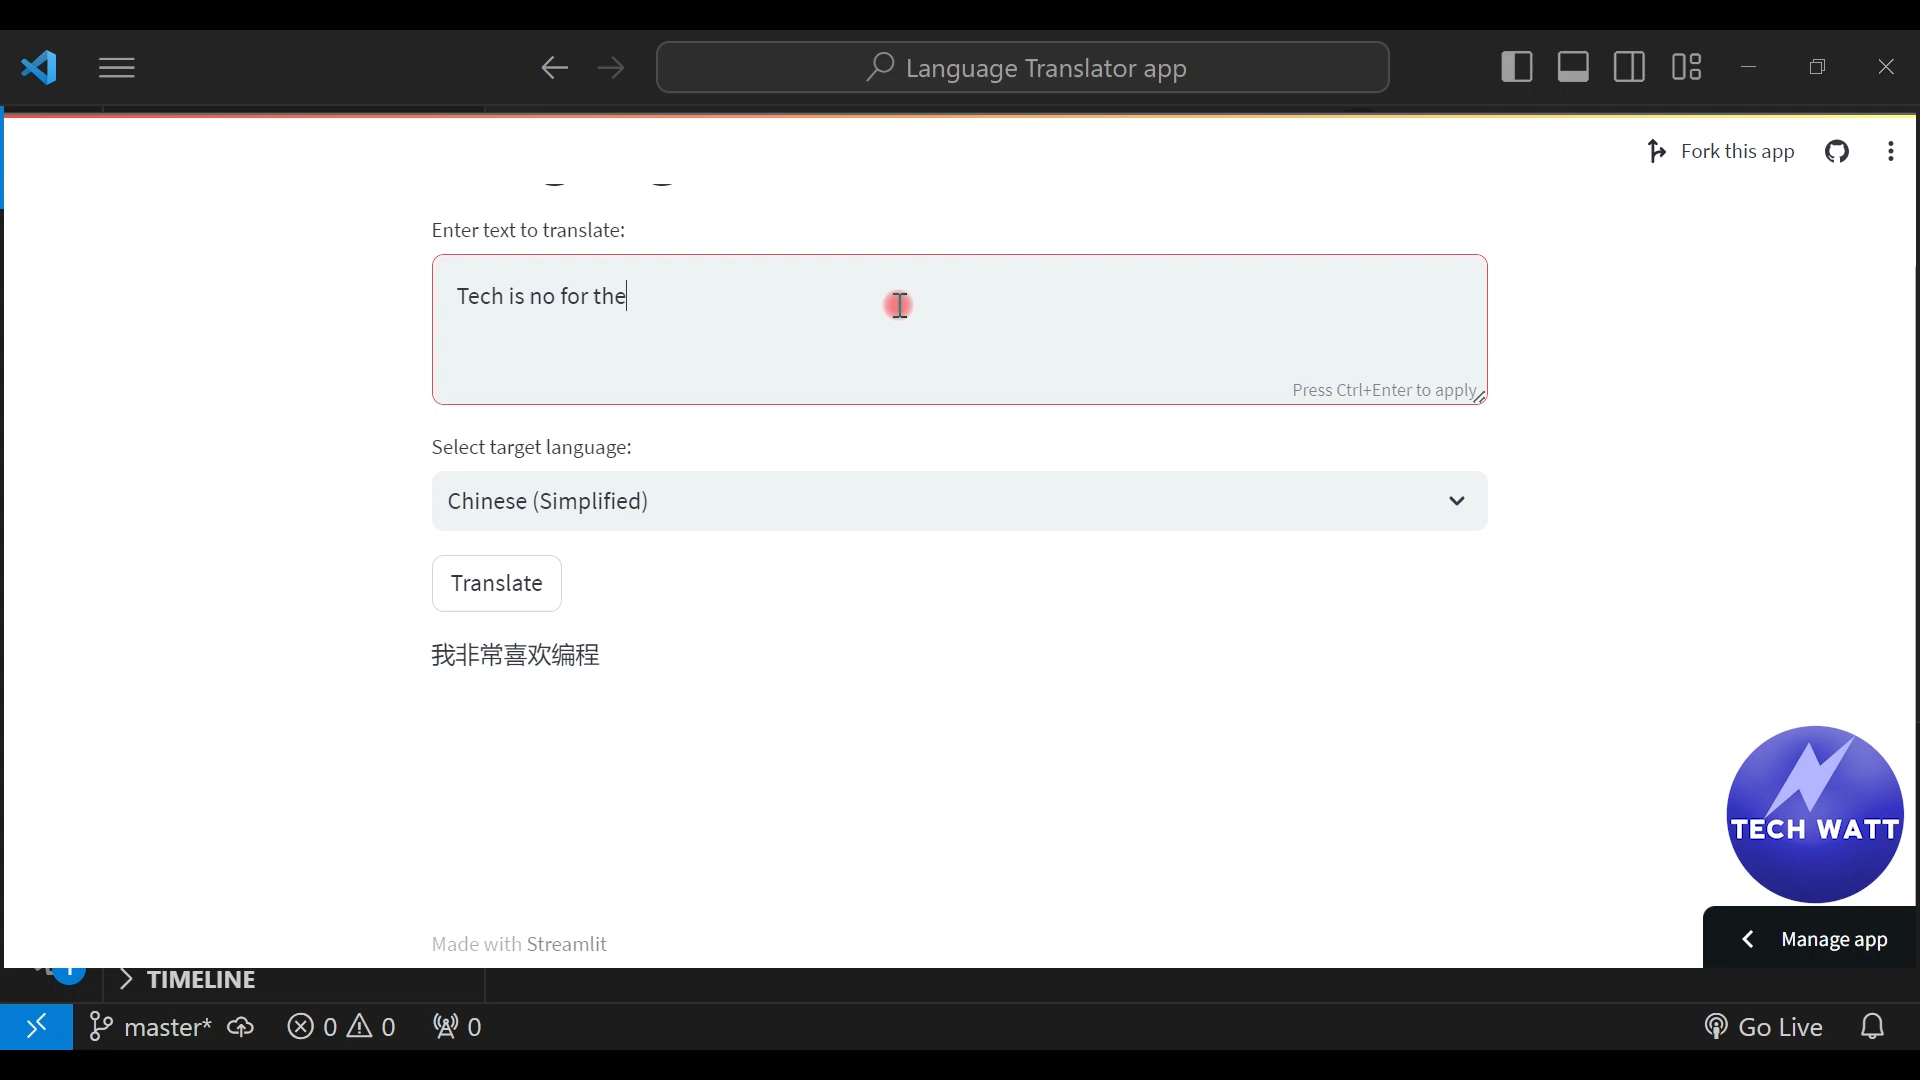 Language Translator app
Fork this app
Enter text to translate:
Tech is no for the
Press Ctrl+Enter to apply
Select target language:
Chinese (Simplified)
Translate
我非常喜欢编程
TECH WATT
Made with Streamlit
Manage app
TIMELINE
master* 0 0 0 Go Live